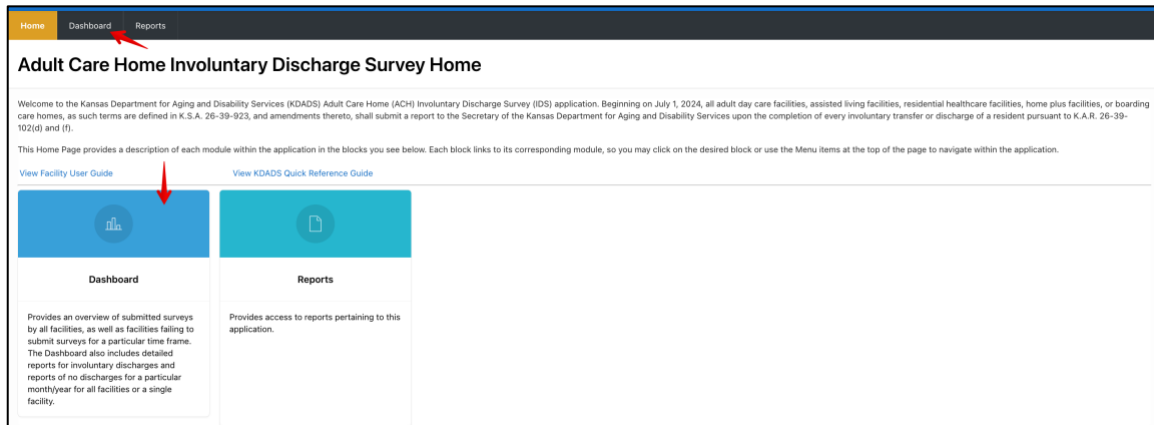 Home Dashboard Reports
Adult Care Home Involuntary Discharge Survey Home
Welcome to the Kansas Department for Aging and Disability Services (KDADS) Adult Care Home (ACH) Involuntary Discharge Survey (IDS) application. Beginning on July 1, 2024, all adult day care facilities, assisted living facilities, residential healthcare facilities, home plus facilities, or boarding
care homes, as such terms are defined in K.S.A. 26-39-923, and amendments thereto, shall submit a report to the Secretary of the Kansas Department for Aging and Disability Services upon the completion of every involuntary transfer or discharge of a resident pursuant to K.A.R. 26-39-
102(d) and (f).
This Home Page provides a description of each module within the application in the blocks you see below. Each block links to its corresponding module, so you may click on the desired block or use the Menu items at the top of the page to navigate within the application.
View Facility User Guide View KDADS Quick Reference Guide
Dashboard
Provides an overview of submitted surveys
by all facilities, as well as facilities failing to
submit surveys for a particular time frame.
The Dashboard also includes detailed
reports for involuntary discharges and
reports of no discharges for a particular
month/year for all facilities or a single
facility.
Reports
Provides access to reports pertaining to this
application.